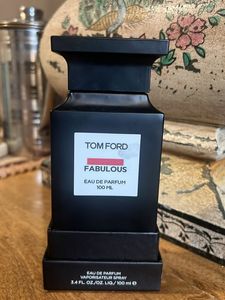 TOM FORD
FABULOUS
EAU DE PARFUM
100 ML
EAU DE PARFUM
VAPORISATEUR SPRAY
3.4 FL. OZ./OZ. LIQ./100 ml ℮